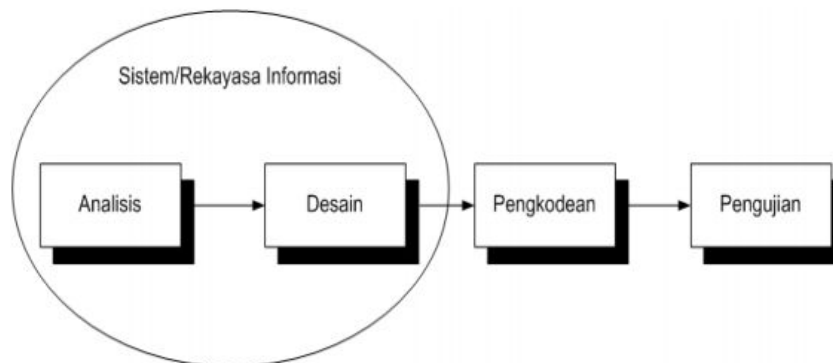 Sistem/Rekayasa Informasi
Analisis
Desain
Pengkodean
Pengujian